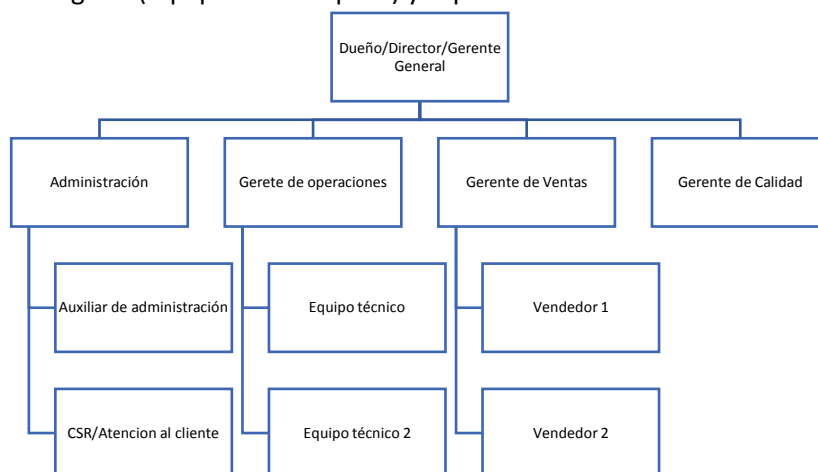 Dueño/Director/Gerente
General
Administración
Gerete de operaciones
Gerente de Ventas
Gerente de Calidad
Auxiliar de administración
Equipo técnico
Vendedor 1
CSR/Atencion al cliente
Equipo técnico 2
Vendedor 2